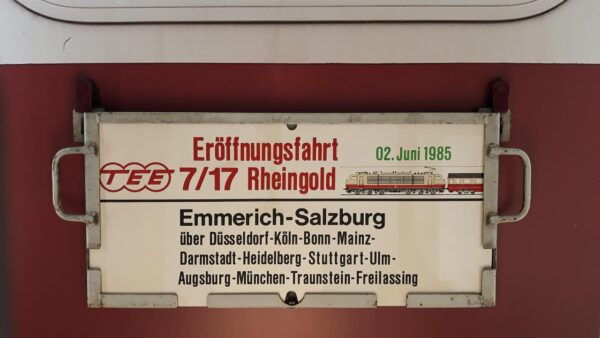 Eröffnungsfahrt 02. Juni 1985
TEE 7/17 Rheingold
Emmerich-Salzburg
über Düsseldorf-Köln-Bonn-Mainz-
Darmstadt-Heidelberg-Stuttgart-Ulm-
Augsburg-München-Traunstein-Freilassing